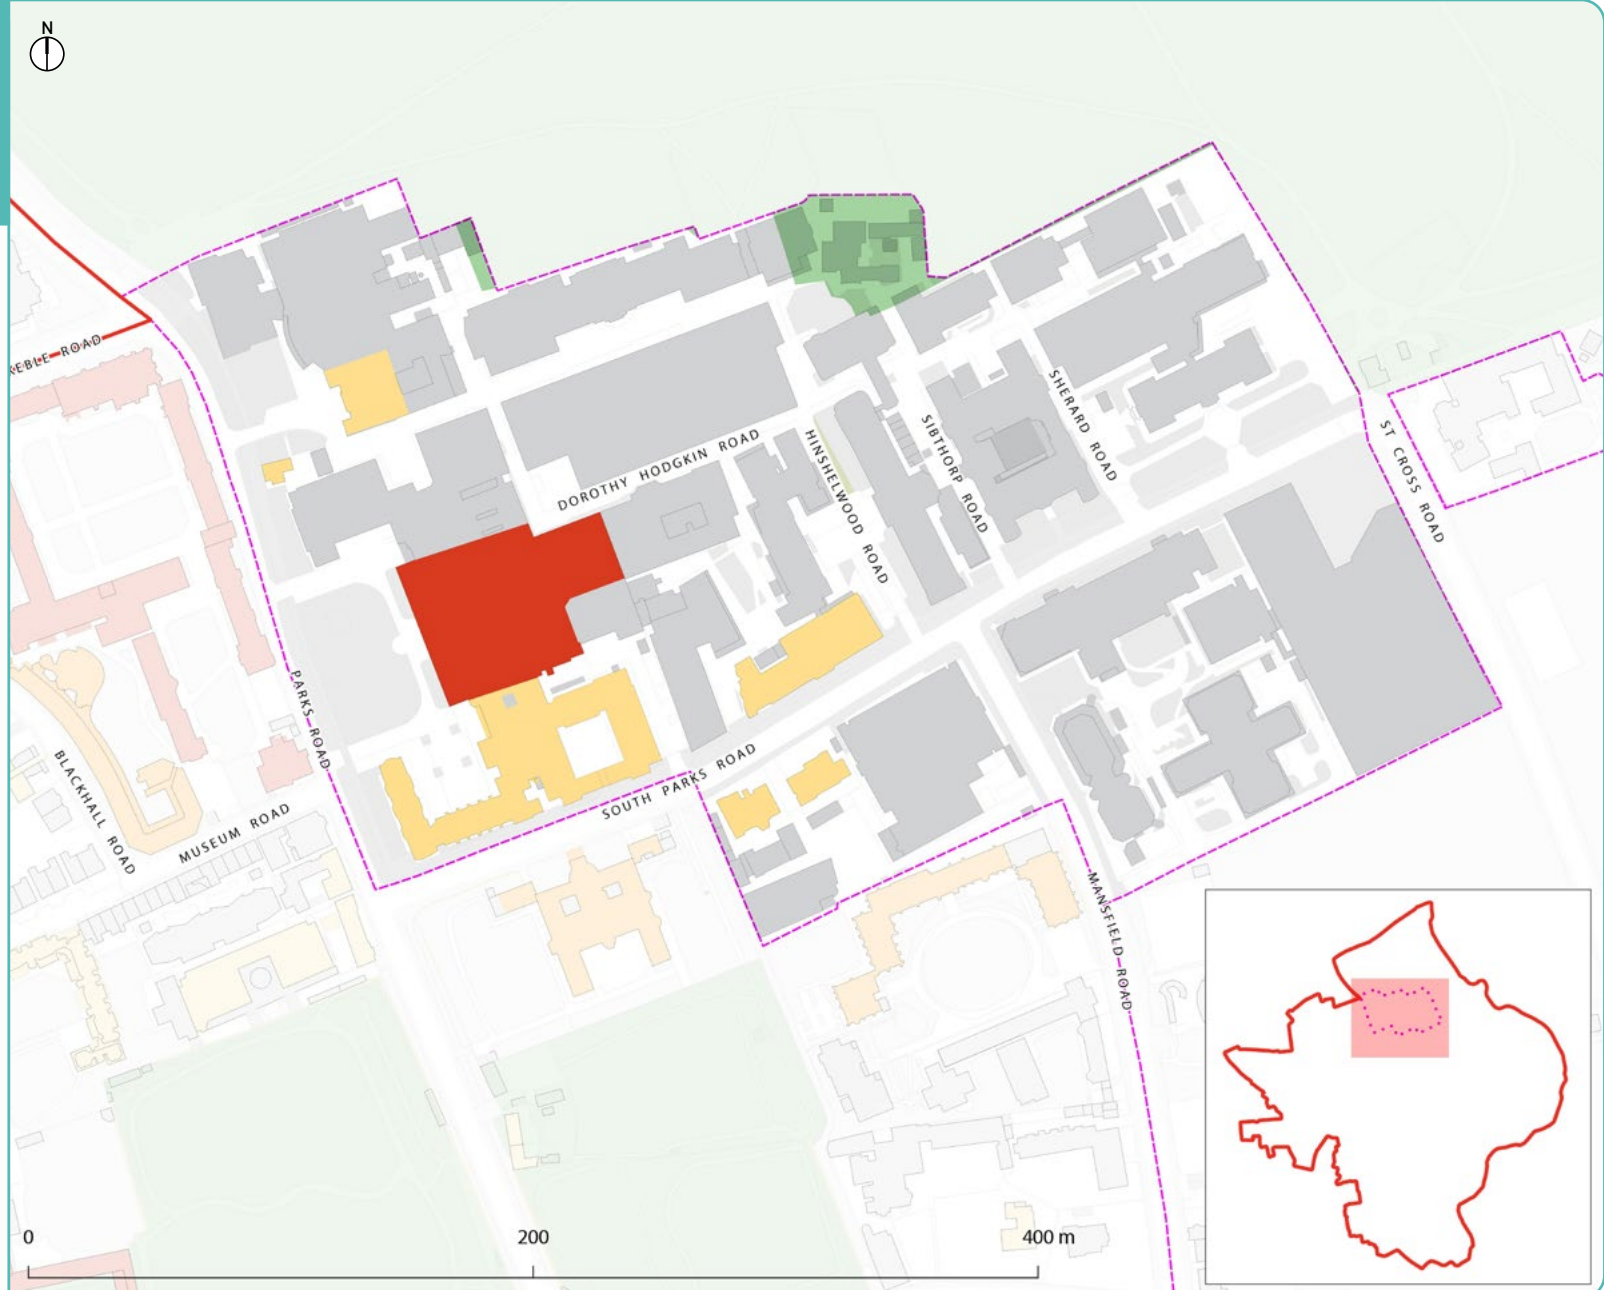 N
KEBLE ROAD
DOROTHY HODGKIN ROAD
HINSHELWOOD ROAD
SIBTHORP ROAD
SHERARD ROAD
ST CROSS ROAD
PARKS ROAD
BLACKHALL ROAD
MUSEUM ROAD
SOUTH PARKS ROAD
MANSFIELD ROAD
0 200 400 m